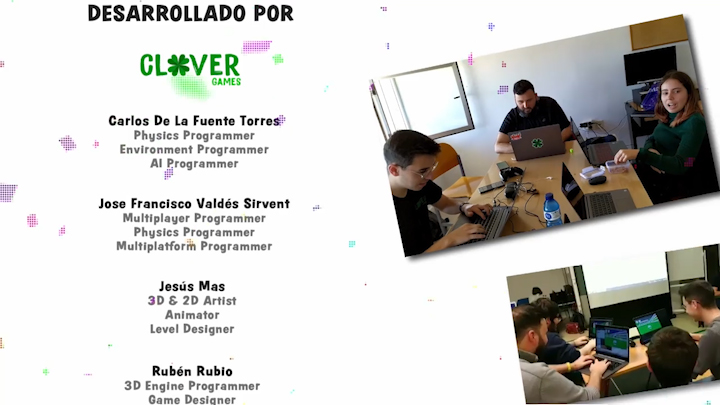 DESARROLLADO POR
CLOVER
GAMES
Carlos De La Fuente Torres
Physics Programmer
Environment Programmer
AI Programmer
Jose Francisco Valdés Sirvent
Multiplayer Programmer
Physics Programmer
Multiplatform Programmer
Jesús Mas
3D & 2D Artist
Animator
Level Designer
Rubén Rubio
3D Engine Programmer
Game Designer